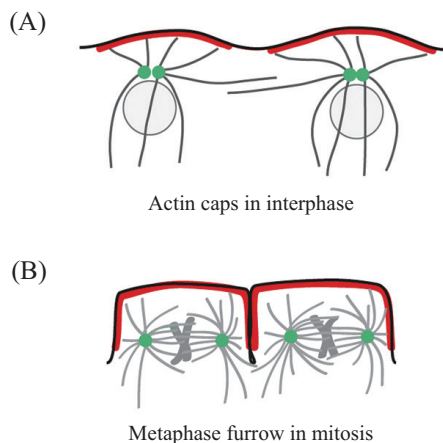 (A)
Actin caps in interphase
(B)
Metaphase furrow in mitosis